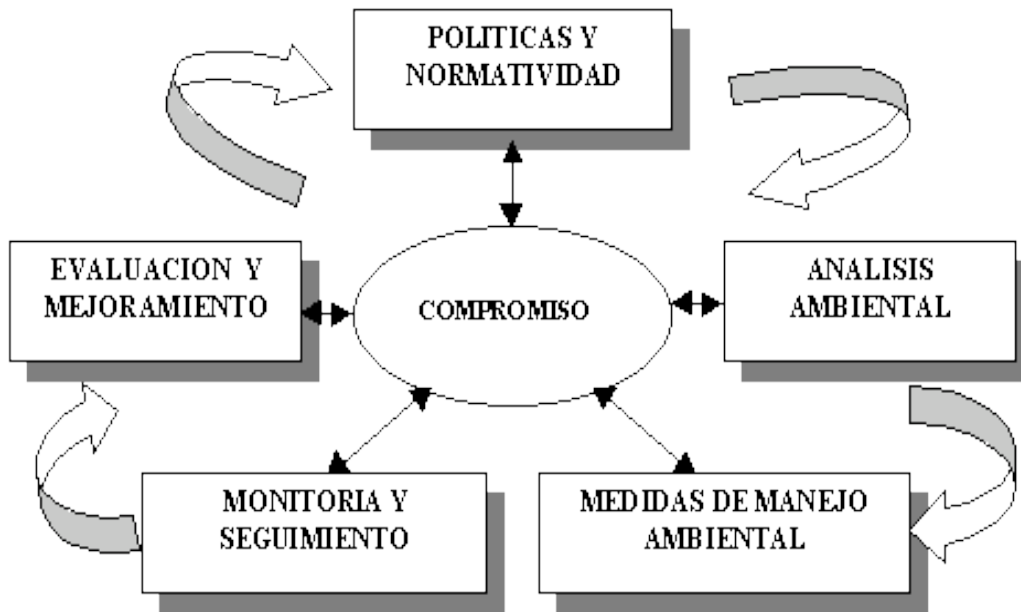 POLITICAS Y
NORMATIVIDAD
EVALUACION Y
MEJORAMIENTO
COMPROMISO
ANALISIS
AMBIENTAL
MONITORIA Y
SEGUIMIENTO
MEDIDAS DE MANEJO
AMBIENTAL